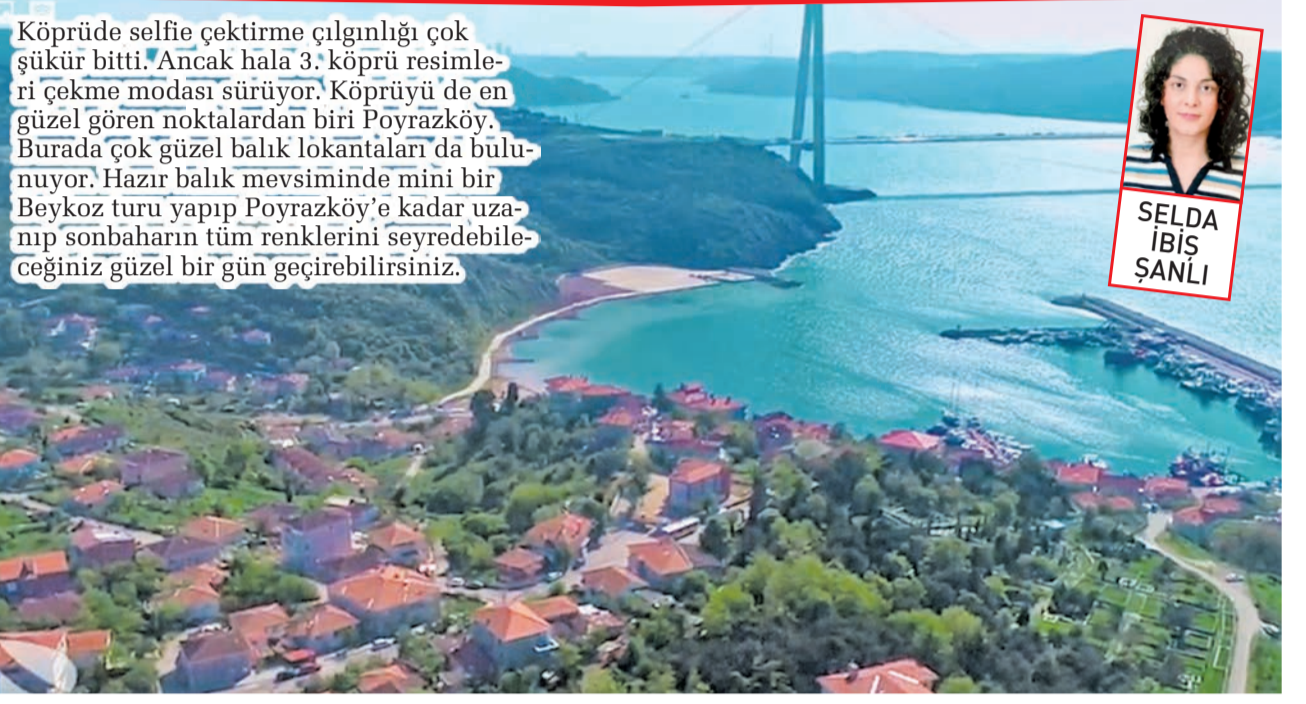 Köprüde selfie çektirme çılgınlığı çok
şükür bitti. Ancak hala 3. köprü resimle-
ri çekme modası sürüyor. Köprüyü de en
güzel gören noktalardan biri Poyrazköy.
Burada çok güzel balık lokantaları da bulu-
nuyor. Hazır balık mevsiminde mini bir
Beykoz turu yapıp Poyrazköy’e kadar uza-
nıp sonbaharın tüm renklerini seyredebile-
ceğiniz güzel bir gün geçirebilirsiniz.
SELDA
İBİŞ
ŞANLI